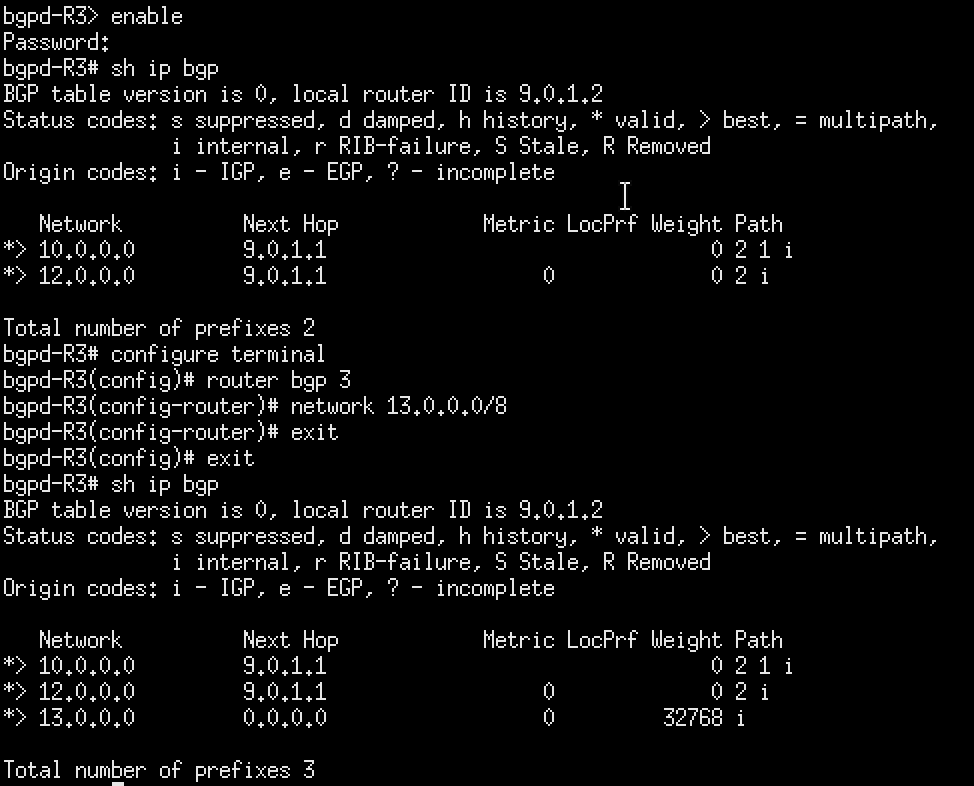 bgpd-R3> enable
Password:
bgpd-R3# sh ip bgp
BGP table version is 0, local router ID is 9.0.1.2
Status codes: s suppressed, d damped, h history, * valid, > best, = multipath,
              i internal, r RIB-failure, S Stale, R Removed
Origin codes: i - IGP, e - EGP, ? - incomplete

   Network          Next Hop            Metric LocPrf Weight Path
*> 10.0.0.0         9.0.1.1                                0 2 1 i
*> 12.0.0.0         9.0.1.1                  0             0 2 i

Total number of prefixes 2
bgpd-R3# configure terminal
bgpd-R3(config)# router bgp 3
bgpd-R3(config-router)# network 13.0.0.0/8
bgpd-R3(config-router)# exit
bgpd-R3(config)# exit
bgpd-R3# sh ip bgp
BGP table version is 0, local router ID is 9.0.1.2
Status codes: s suppressed, d damped, h history, * valid, > best, = multipath,
              i internal, r RIB-failure, S Stale, R Removed
Origin codes: i - IGP, e - EGP, ? - incomplete

   Network          Next Hop            Metric LocPrf Weight Path
*> 10.0.0.0         9.0.1.1                                0 2 1 i
*> 12.0.0.0         9.0.1.1                  0             0 2 i
*> 13.0.0.0         0.0.0.0                  0         32768 i

Total number of prefixes 3